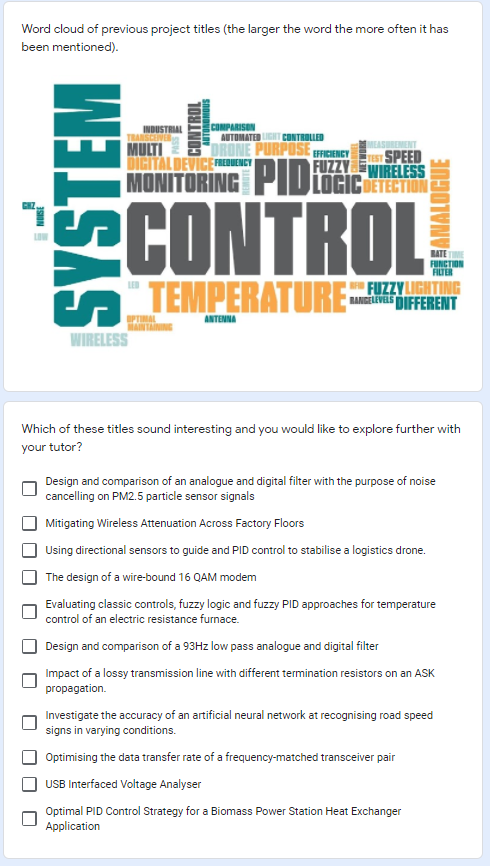 Word cloud of previous project titles (the larger the word the more often it has
been mentioned).
SYSTEM
INDUSTRIAL
CONTROL
AUTONOMOUS
COMPARISON
TRANSCEIVER
PASS
AUTOMATED LIGHT CONTROLLED
MULTI
DRONE PURPOSE
EFFICIENCY
CHANNEL
NETWORK
MEASUREMENT
TEST SPEED
DIGITAL DEVICE
FREQUENCY
FUZZY
WIRELESS
MONITORING
REMOTE
PID
LOGIC
DETECTION
ANALOGUE
GHZ
NOISE
LOW
CONTROL
RATE TIME
FUNCTION
FILTER
LED
TEMPERATURE
RFID
FUZZY LIGHTING
RANGE LEVELS DIFFERENT
OPTIMAL
MAINTAINING
ANTENNA
WIRELESS
Which of these titles sound interesting and you would like to explore further with
your tutor?
Design and comparison of an analogue and digital filter with the purpose of noise
cancelling on PM2.5 particle sensor signals
Mitigating Wireless Attenuation Across Factory Floors
Using directional sensors to guide and PID control to stabilise a logistics drone.
The design of a wire-bound 16 QAM modem
Evaluating classic controls, fuzzy logic and fuzzy PID approaches for temperature
control of an electric resistance furnace.
Design and comparison of a 93Hz low pass analogue and digital filter
Impact of a lossy transmission line with different termination resistors on an ASK
propagation.
Investigate the accuracy of an artificial neural network at recognising road speed
signs in varying conditions.
Optimising the data transfer rate of a frequency-matched transceiver pair
USB Interfaced Voltage Analyser
Optimal PID Control Strategy for a Biomass Power Station Heat Exchanger
Application